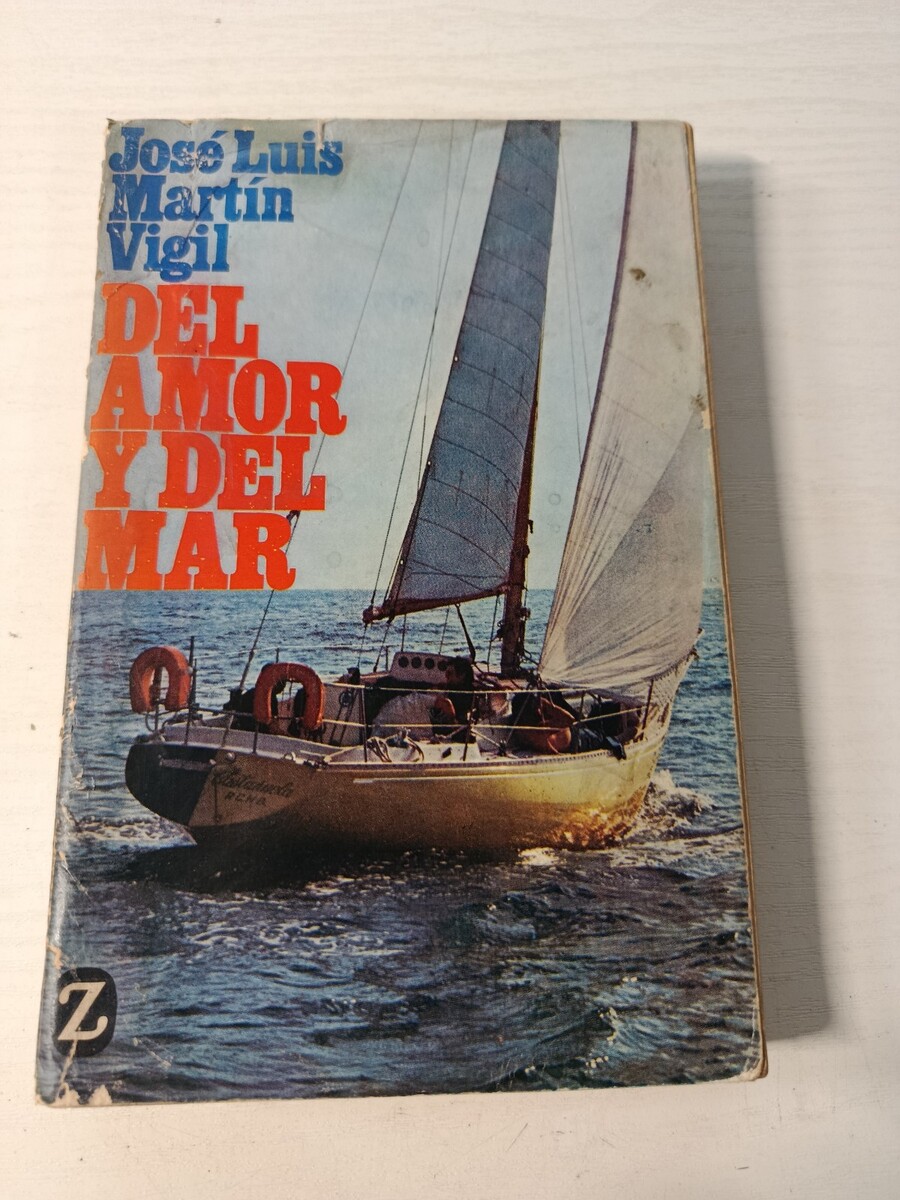 José Luis
Martín
Vigil
DEL
AMOR
Y DEL
MAR
R.C.N.B.
Z